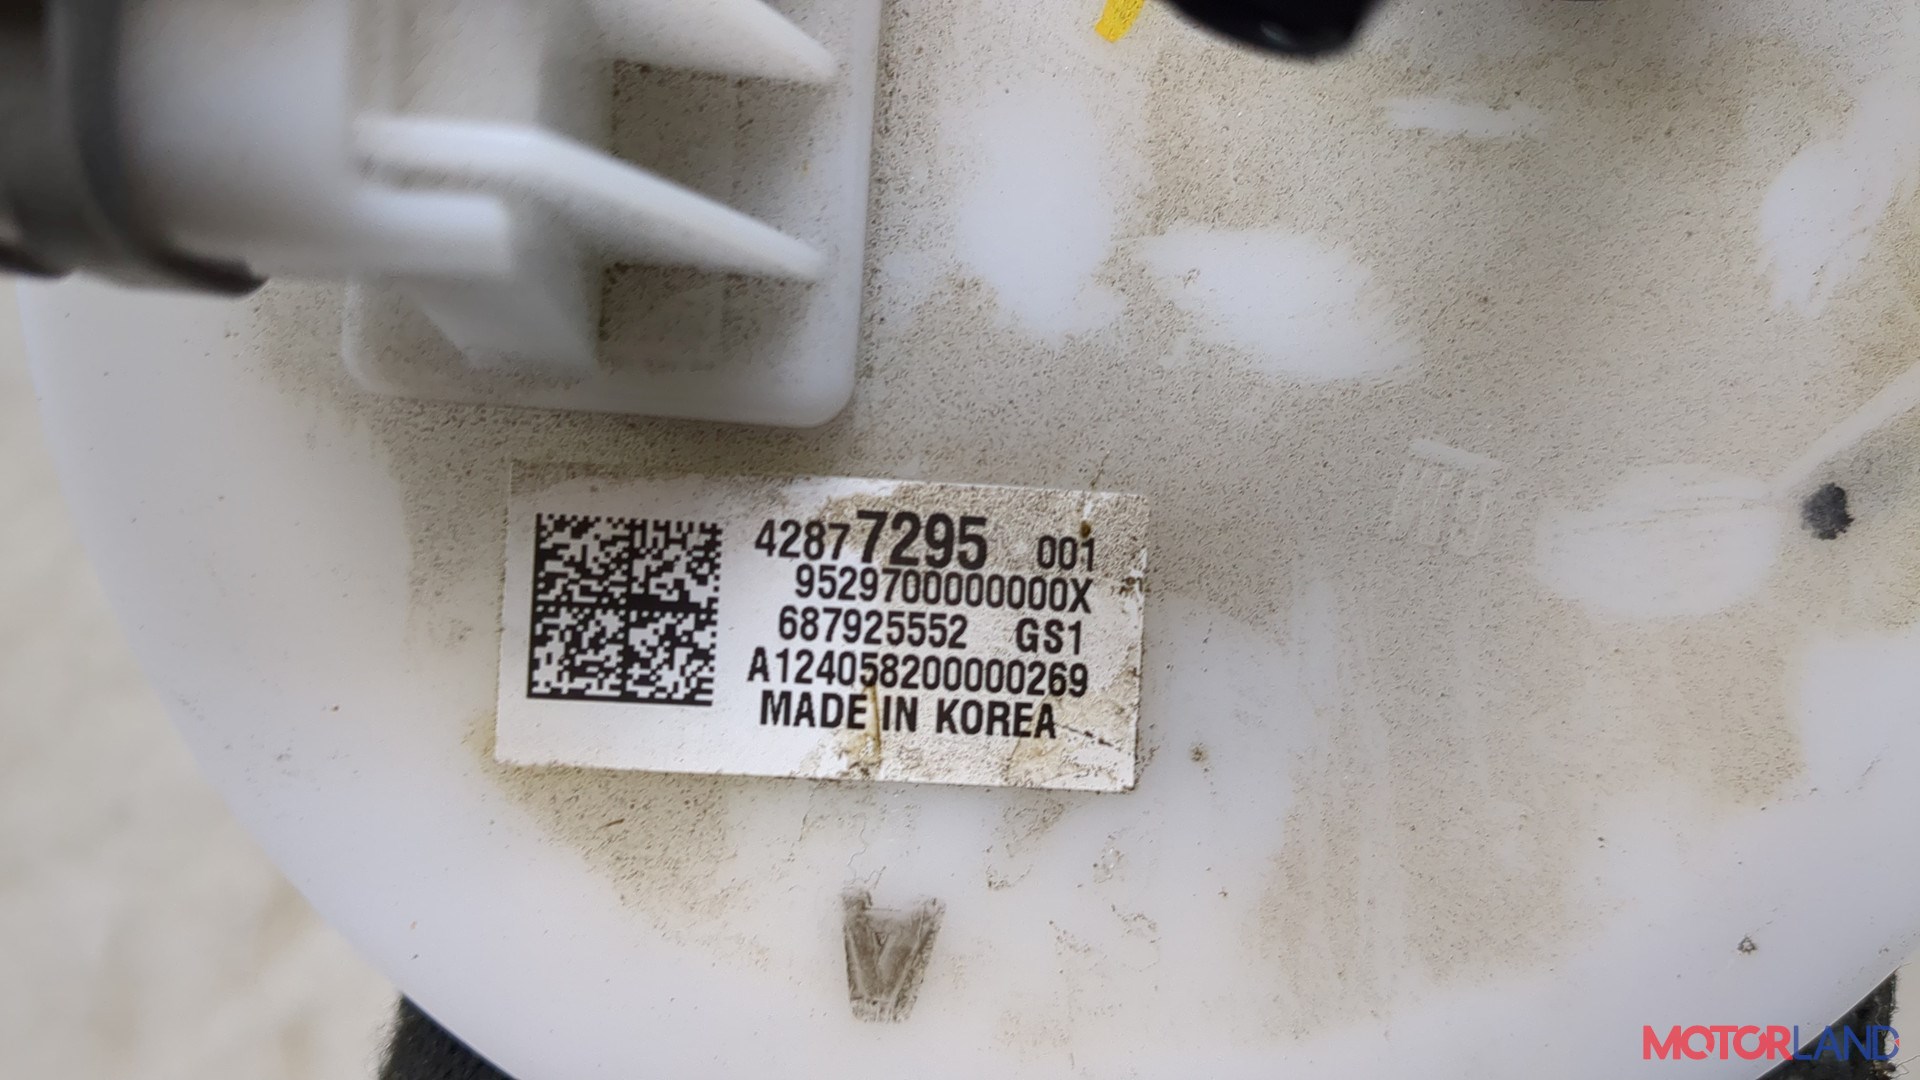 42877295 001
9529700000000X
687925552 GS1
A124058200000269
MADE IN KOREA
MOTORLAND